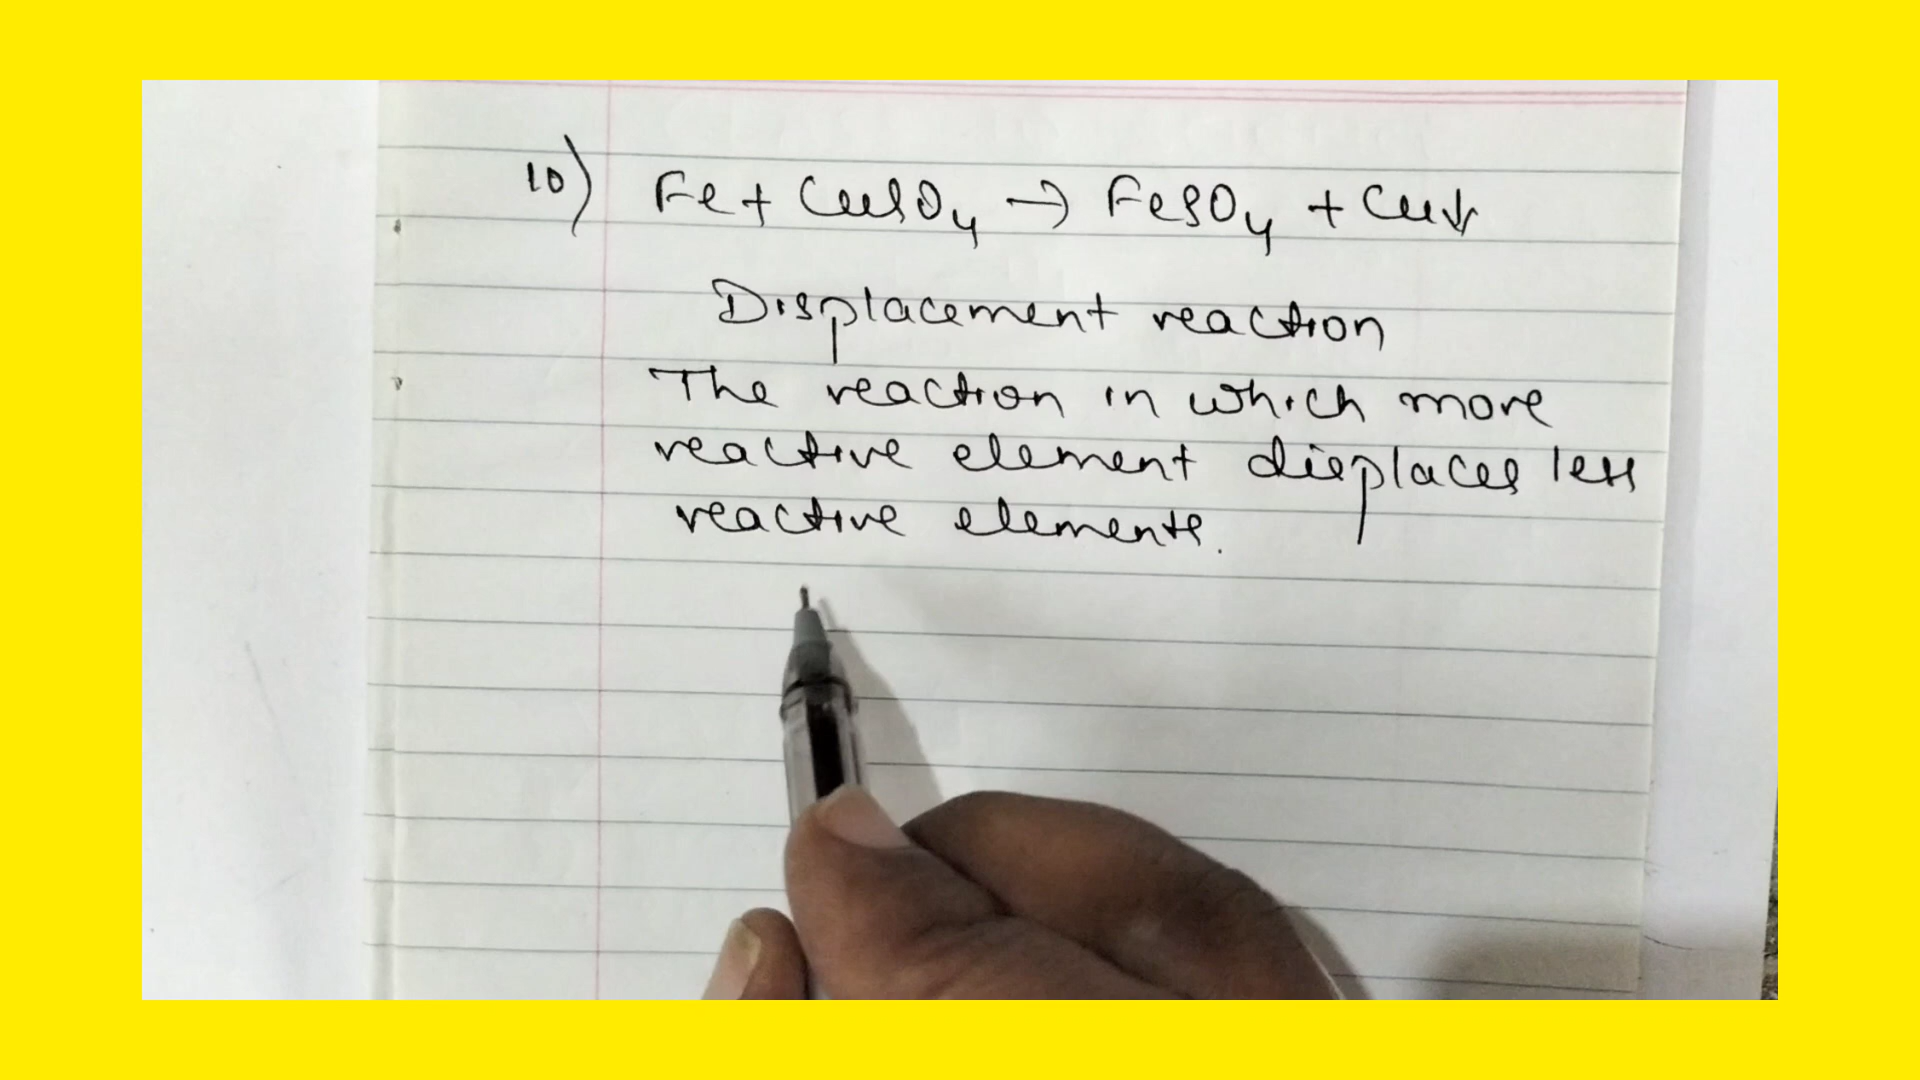 10) Fe + CuSO4 → FeSO4 + Cu↓
Displacement reaction
The reaction in which more
reactive element displaces less
reactive elements.